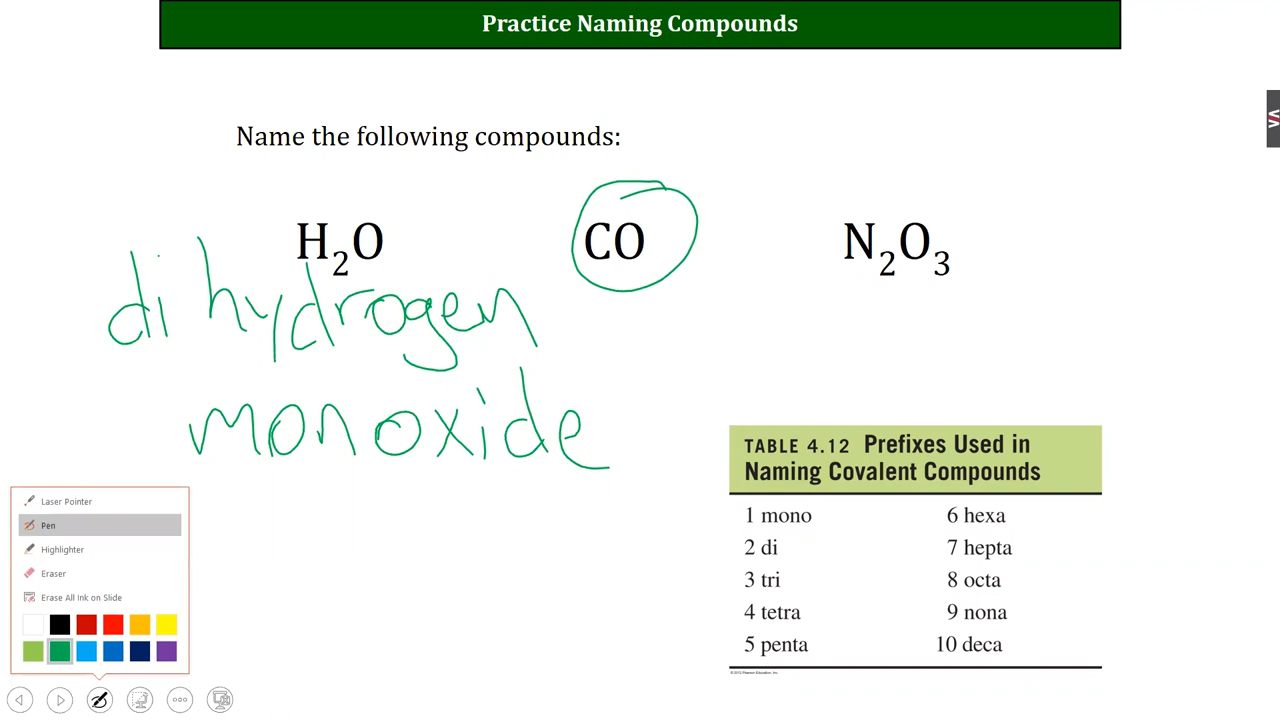 Practice Naming Compounds
Name the following compounds:
H₂O CO N₂O₃
di hydrogen
monoxide
TABLE 4.12 Prefixes Used in
Naming Covalent Compounds
1 mono 6 hexa
2 di 7 hepta
3 tri 8 octa
4 tetra 9 nona
5 penta 10 deca
Laser Pointer
Pen
Highlighter
Eraser
Erase All Ink on Slide